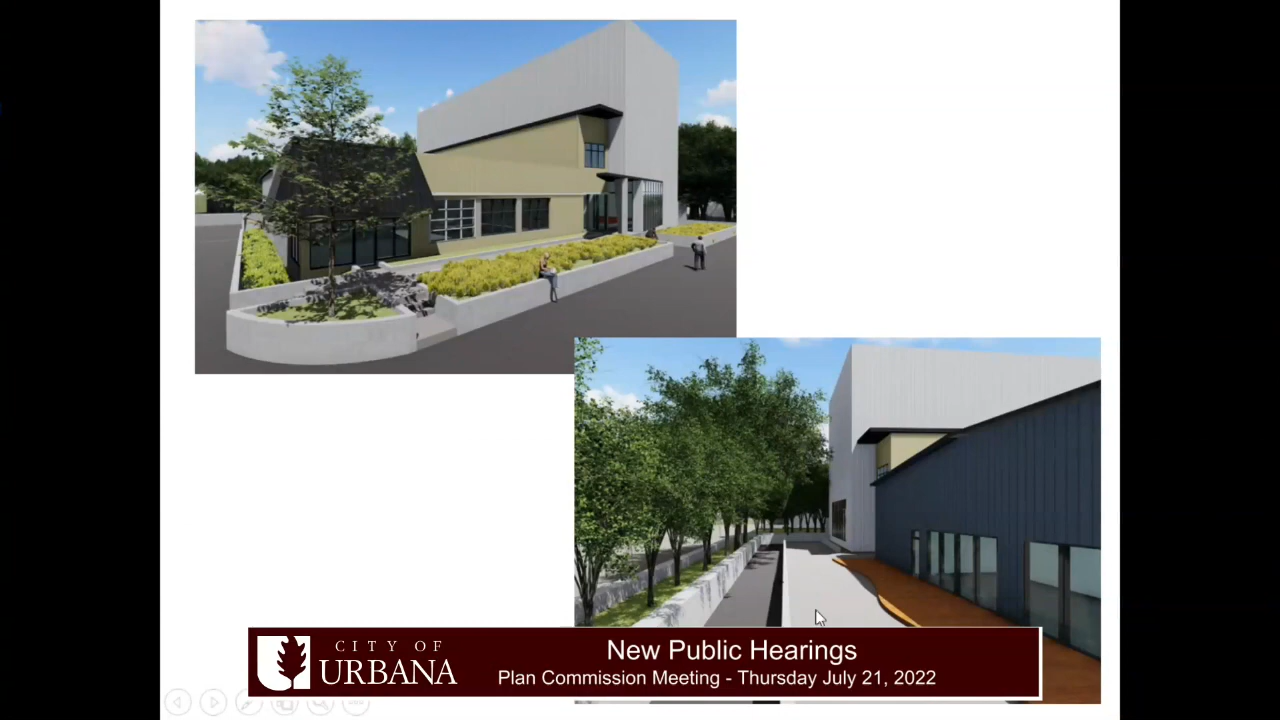 CITY OF
URBANA
New Public Hearings
Plan Commission Meeting - Thursday July 21, 2022